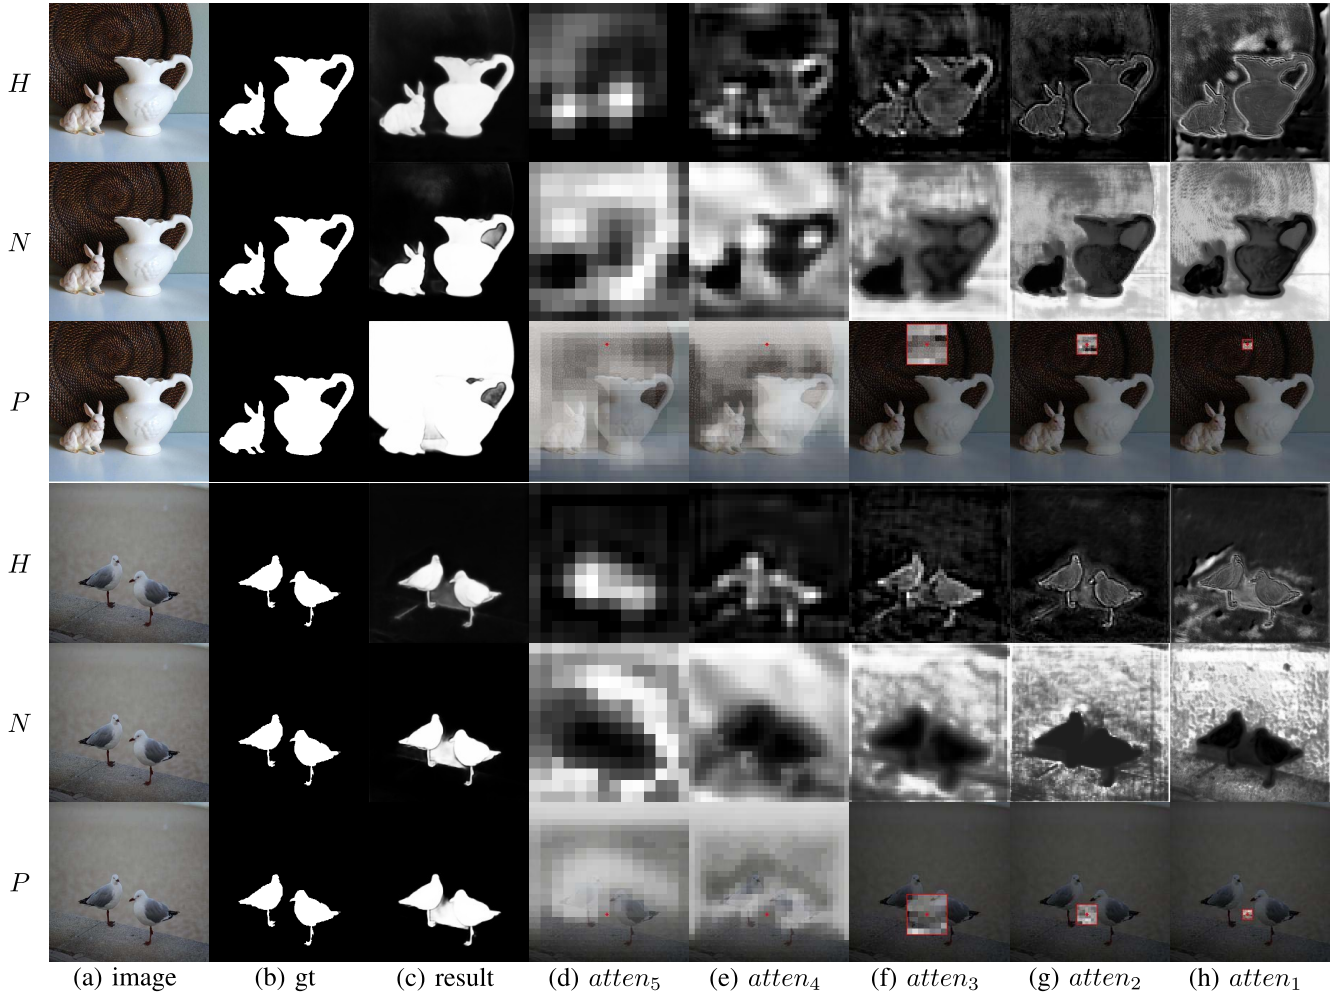 H
N
P
H
N
P
(a) image (b) gt (c) result (d) atten₅ (e) atten₄ (f) atten₃ (g) atten₂ (h) atten₁